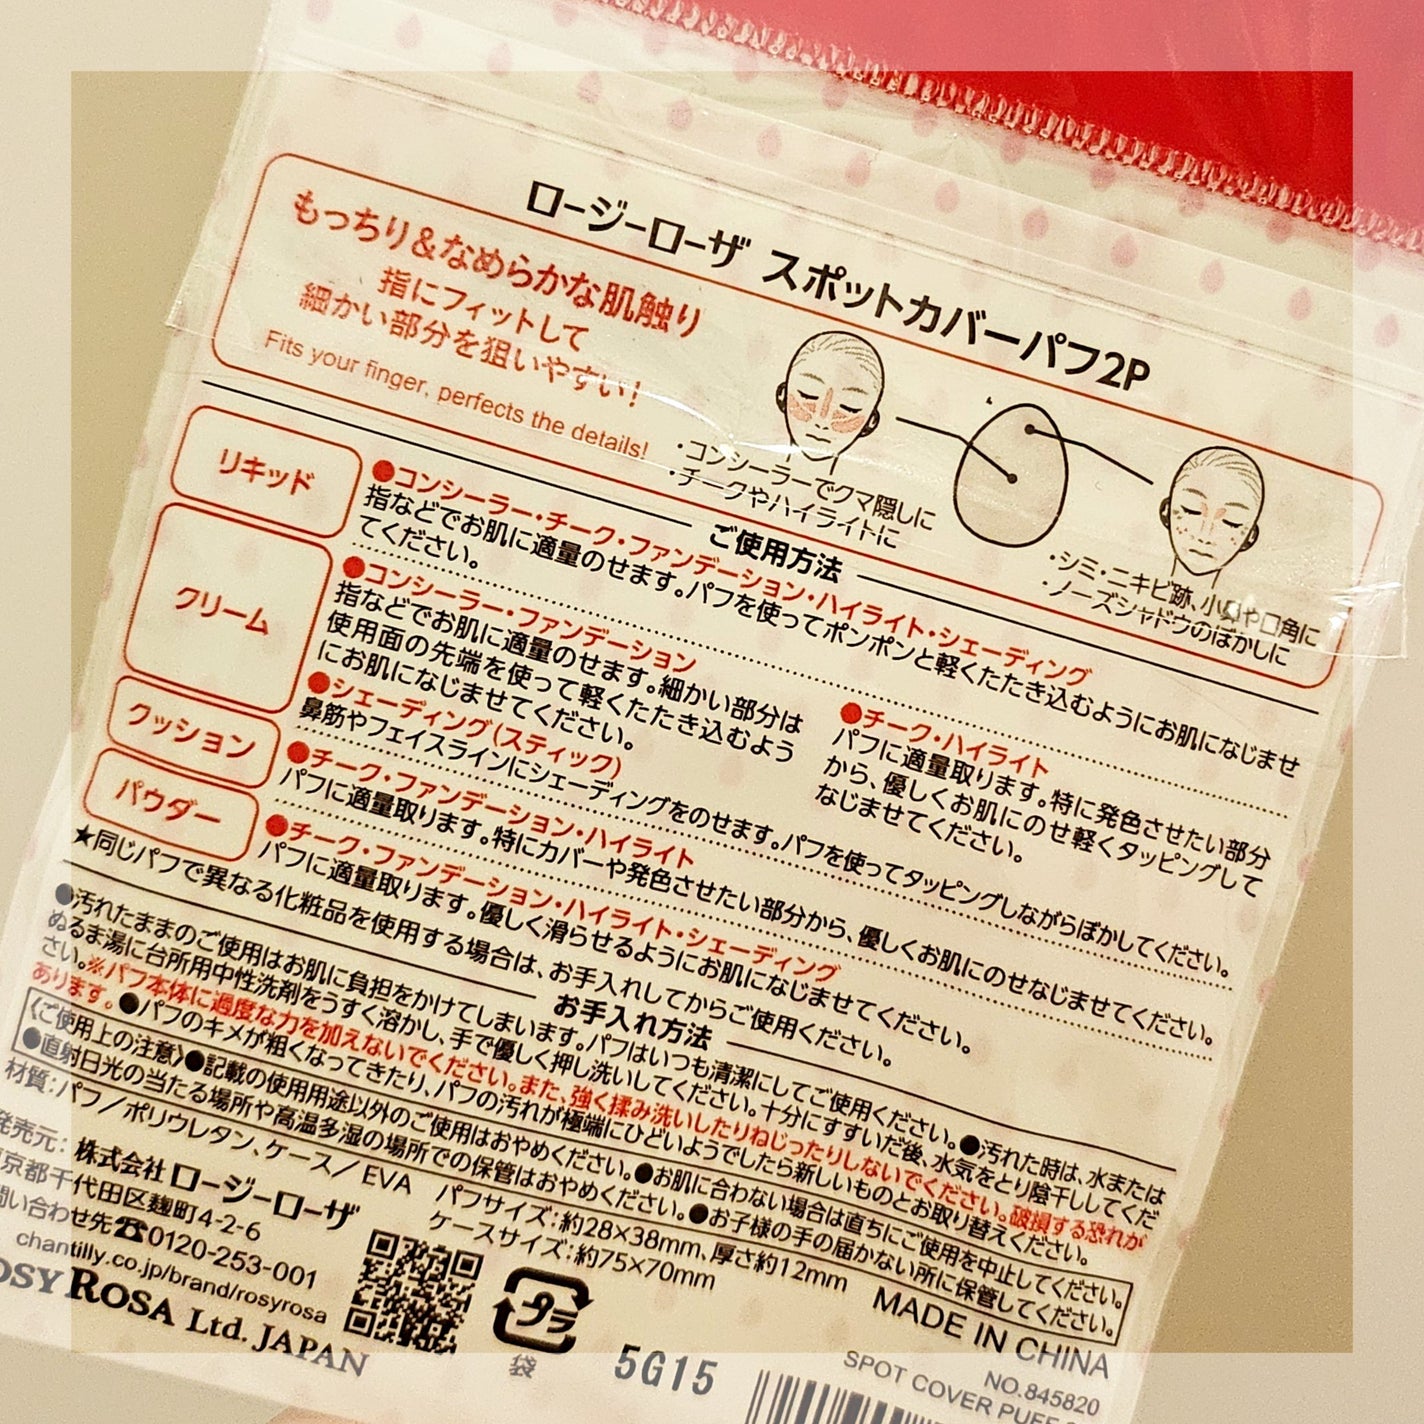 ロージーローザ スポットカバーパフ2P
もっちり&なめらかな肌触り
指にフィットして
細かい部分を狙いやすい!
Fits your finger, perfects the details!
・コンシーラーでクマ隠しに
・チークやハイライトに
・シミ・ニキビ跡、小鼻や口角に
・ノーズシャドウのぼかしに
ご使用方法
リキッド
●コンシーラー・チーク・ファンデーション・ハイライト・シェーディング
指などでお肌に適量のせます。パフを使ってポンポンと軽くたたき込むようにお肌になじませ
てください。
クリーム
●コンシーラー・ファンデーション
指などでお肌に適量のせます。細かい部分は
使用面の先端を使って軽くたたき込むよう
にお肌になじませてください。
●チーク・ハイライト
パフに適量取ります。特に発色させたい部分
から、優しくお肌にのせ軽くタッピングして
なじませてください。
●シェーディング(スティック)
鼻筋やフェイスラインにシェーディングをのせます。パフを使ってタッピングしながらぼかしてください。
クッション
●チーク・ファンデーション・ハイライト
パフに適量取ります。特にカバーや発色させたい部分から、優しくお肌にのせなじませてください。
パウダー
●チーク・ファンデーション・ハイライト・シェーディング
パフに適量取ります。優しく滑らせるようにお肌になじませてください。
★同じパフで異なる化粧品を使用する場合は、お手入れしてからご使用ください。
お手入れ方法
●汚れたままのご使用はお肌に負担をかけてしまいます。パフはいつも清潔にしてご使用ください。●汚れた時は、水または
ぬるま湯に台所用中性洗剤をうすく溶かし、手で優しく押し洗いしてください。十分にすすいだ後、水気をとり陰干ししてくだ
さい。※パフ本体に過度な力を加えないでください。また、強く揉み洗いしたりねじったりしないでください。破損する恐れが
あります。●パフのキメが粗くなってきたり、パフの汚れが極端にひどいようでしたら新しいものとお取り替えください。
〈ご使用上の注意〉●記載の使用用途以外のご使用はおやめください。●お肌に合わない場合は直ちにご使用を中止してください。
●直射日光の当たる場所や高温多湿の場所での保管はおやめください。●お子様の手の届かない所に保管してください。
材質:パフ/ポリウレタン、ケース/EVA
パフサイズ:約28×38mm、厚さ約12mm
ケースサイズ:約75×70mm
発売元:株式会社ロージーローザ
京都千代田区麹町4-2-6
問い合わせ先☎0120-253-001
chantilly.co.jp/brand/rosyrosa
OSY ROSA Ltd. JAPAN
プラ
袋
5G15
MADE IN CHINA
NO.845820
SPOT COVER PUFF